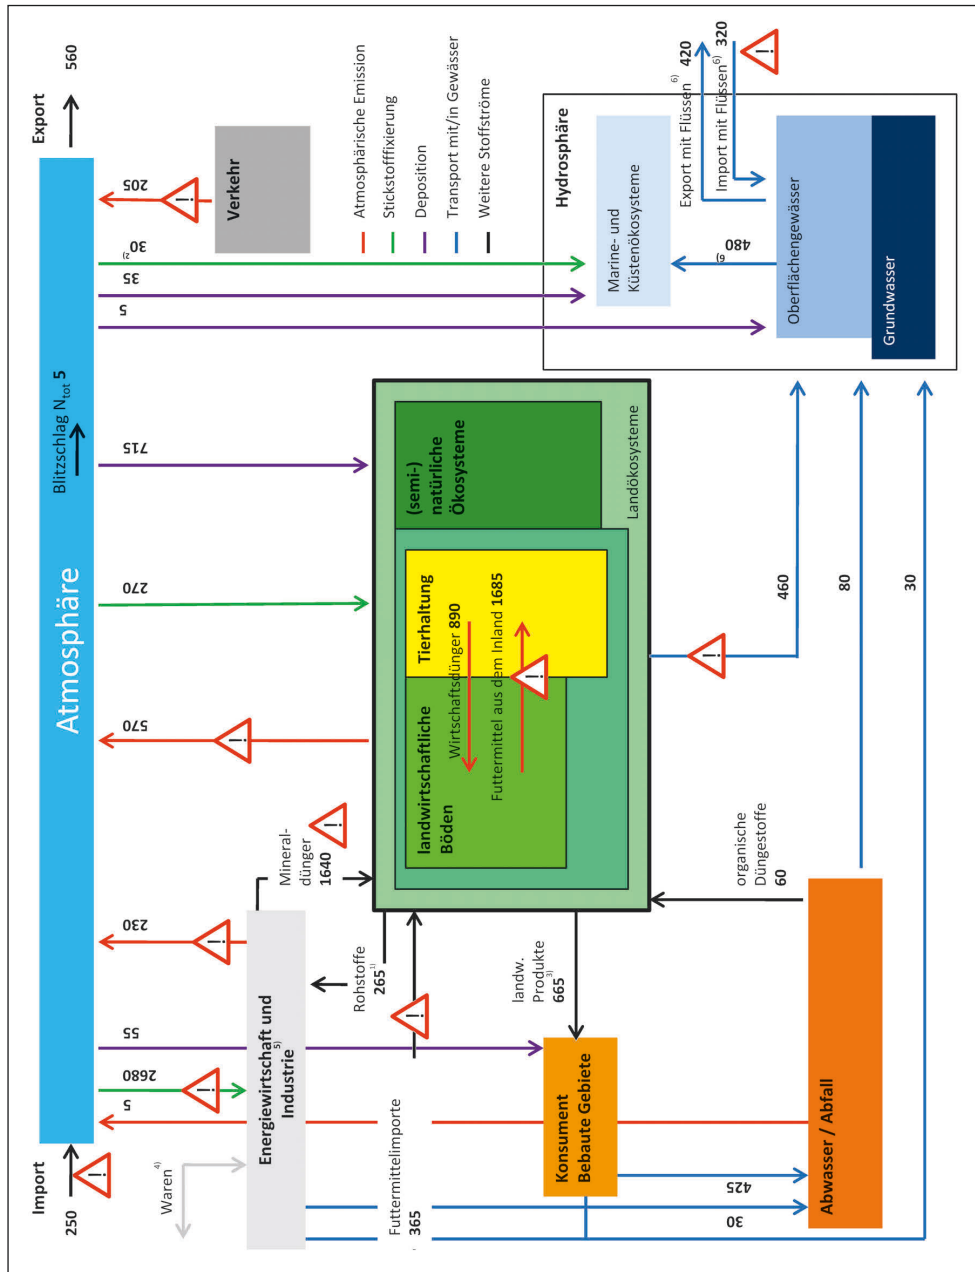 Import
250
Atmosphäre
Blitzschlag N_tot 5
Export
560
5
2680
55
230
570
270
715
5
35
30 2)
205
Waren 4)
Energiewirtschaft und
Industrie 5)
Mineral-
dünger
1640
Verkehr
Atmosphärische Emission
Stickstofffixierung
Deposition
Transport mit/in Gewässer
Weitere Stoffströme
Rohstoffe
265 1)
Futtermittelimporte
365
landwirtschaftliche
Böden
Tierhaltung
Wirtschaftsdünger 890
Futtermittel aus dem Inland 1685
(semi-)
natürliche
Ökosysteme
Landökosysteme
landw.
Produkte 3)
665
Konsument
Bebaute Gebiete
Hydrosphäre
Marine- und
Küstenökosysteme
480 6)
Export mit Flüssen 6) 420
Import mit Flüssen 6) 320
Oberflächengewässer
Grundwasser
425
30
organische
Düngestoffe
60
Abwasser / Abfall
460
80
30